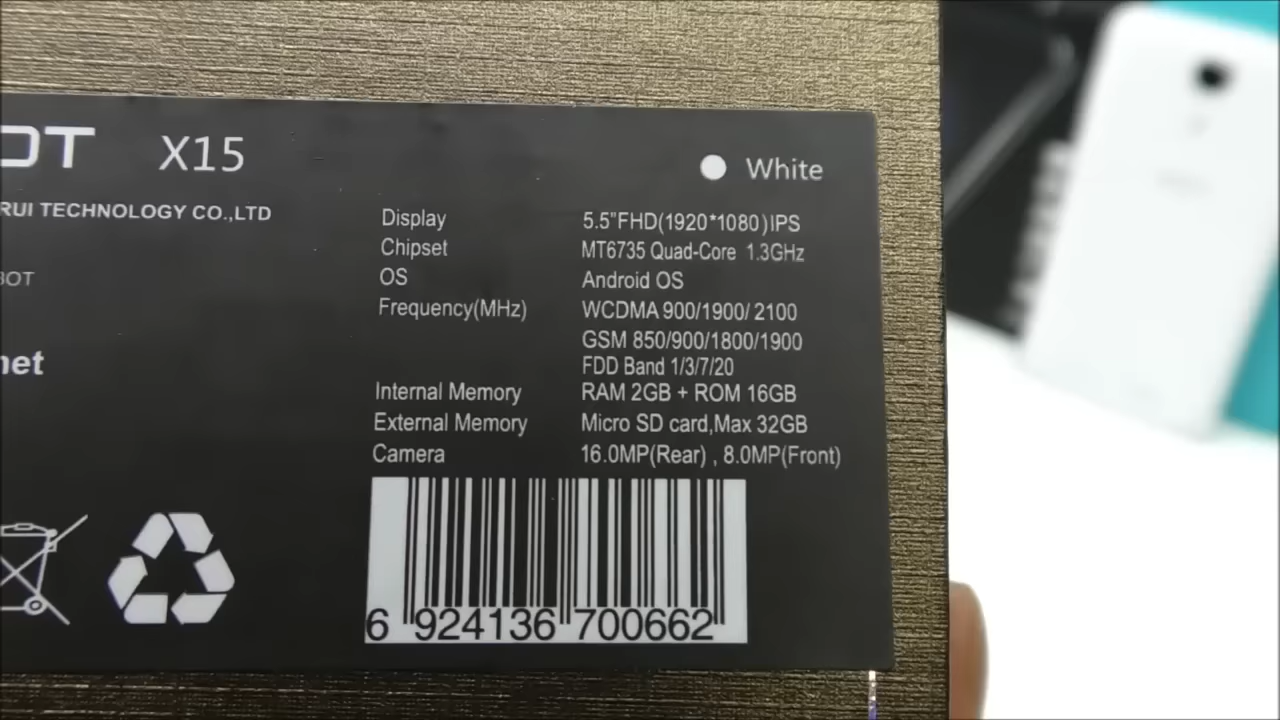 OT X15
White
RUI TECHNOLOGY CO.,LTD
BOT
net
Display 5.5"FHD(1920*1080)IPS
Chipset MT6735 Quad-Core 1.3GHz
OS Android OS
Frequency(MHz) WCDMA 900/1900/ 2100
GSM 850/900/1800/1900
FDD Band 1/3/7/20
Internal Memory RAM 2GB + ROM 16GB
External Memory Micro SD card,Max 32GB
Camera 16.0MP(Rear) , 8.0MP(Front)
6 924136 700662